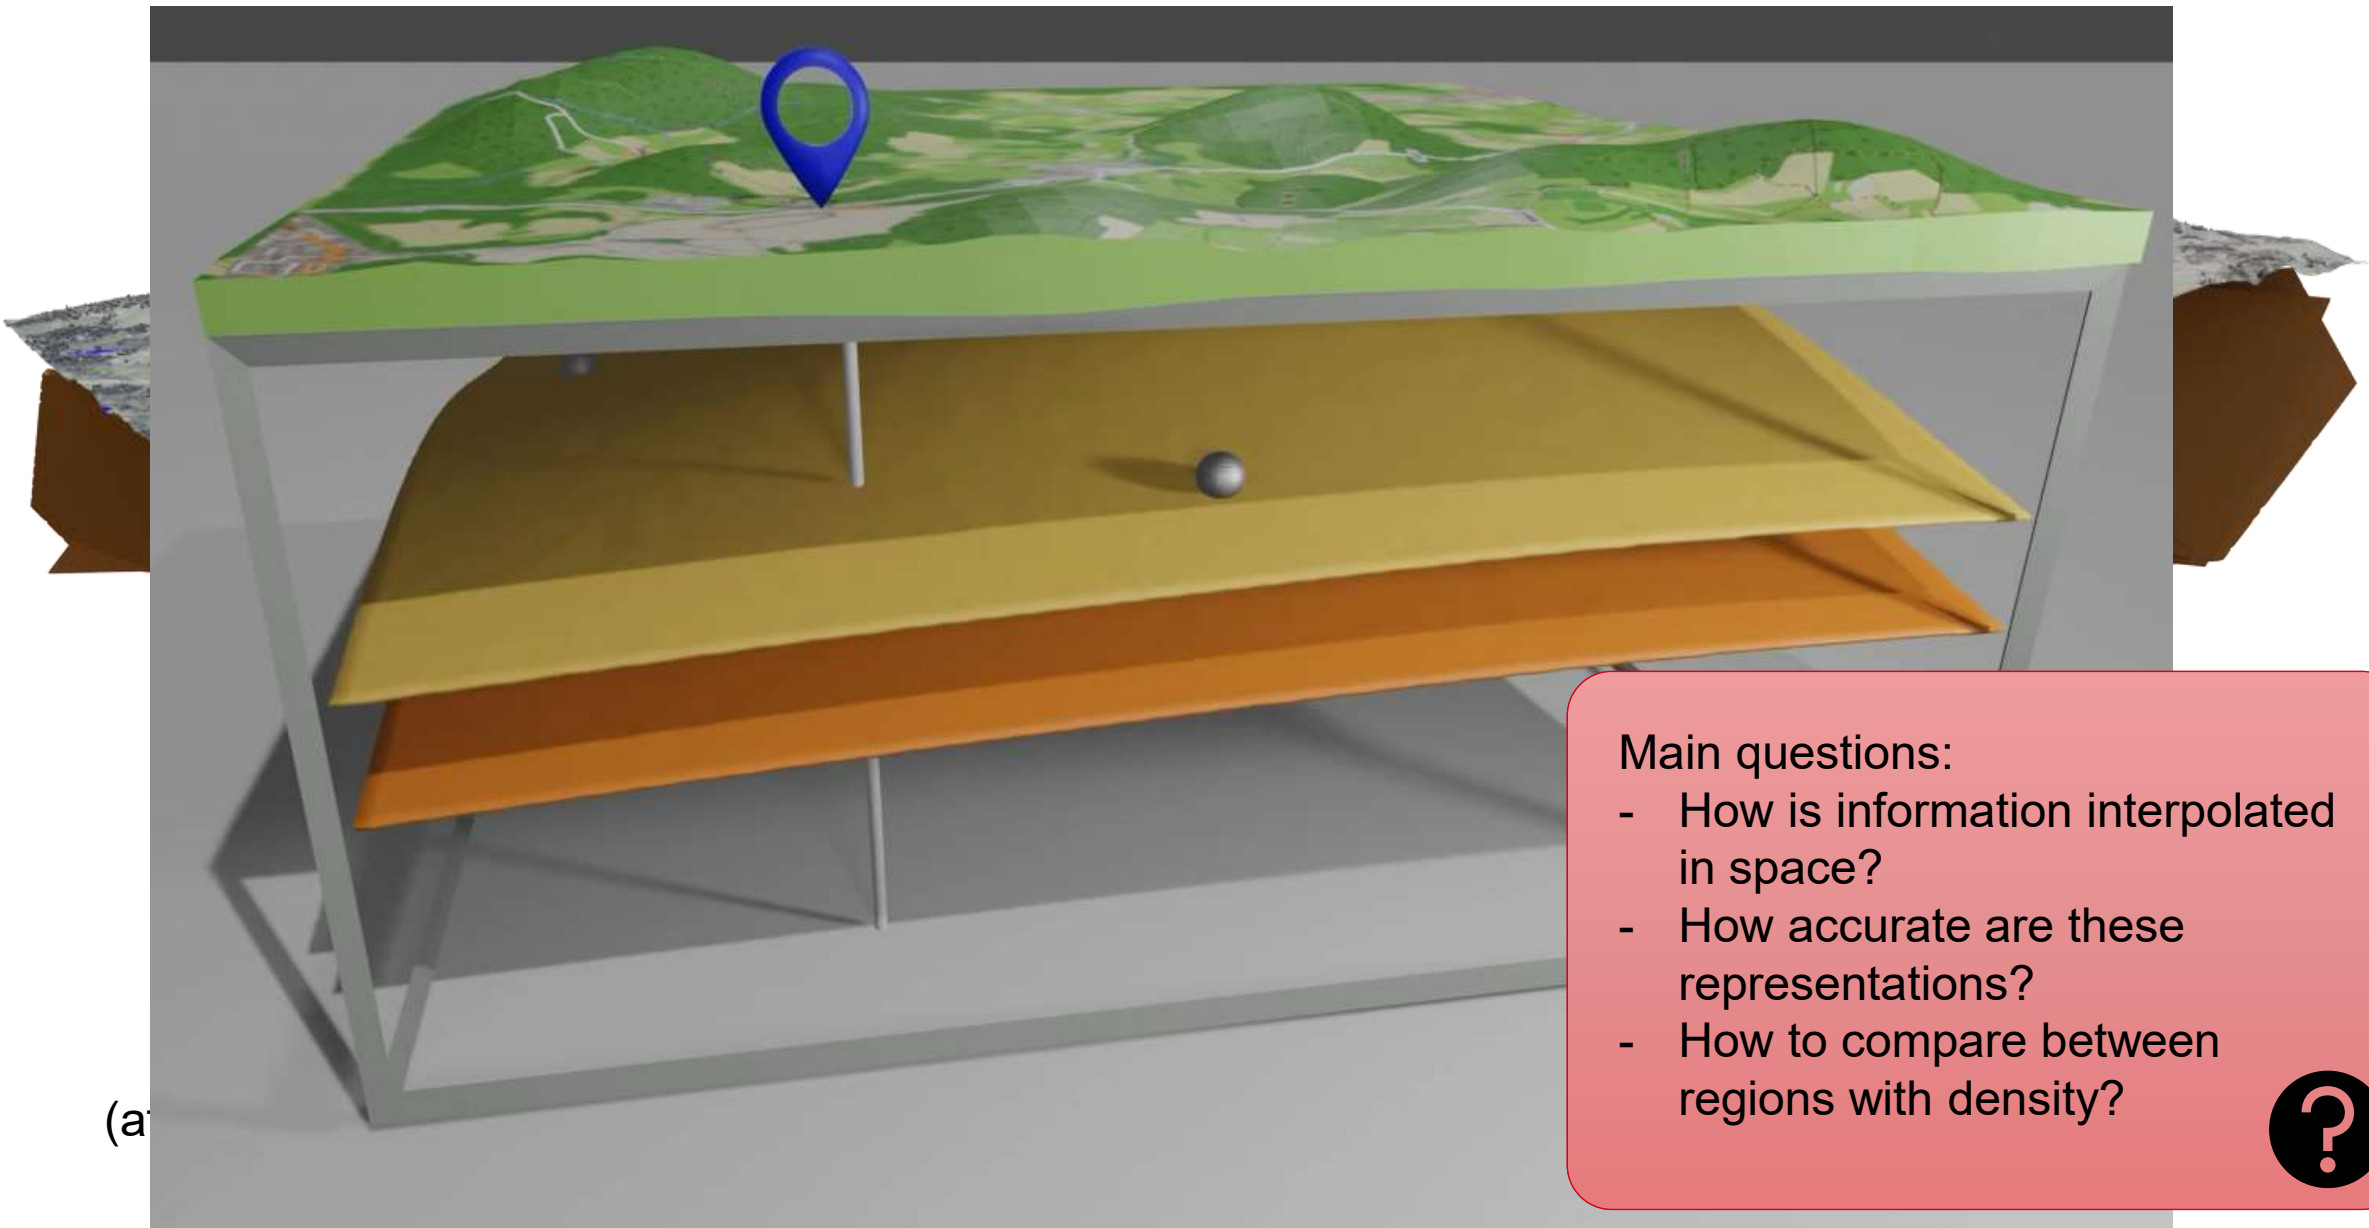 Main questions:
- How is information interpolated
in space?
- How accurate are these
representations?
- How to compare between
regions with density?
?